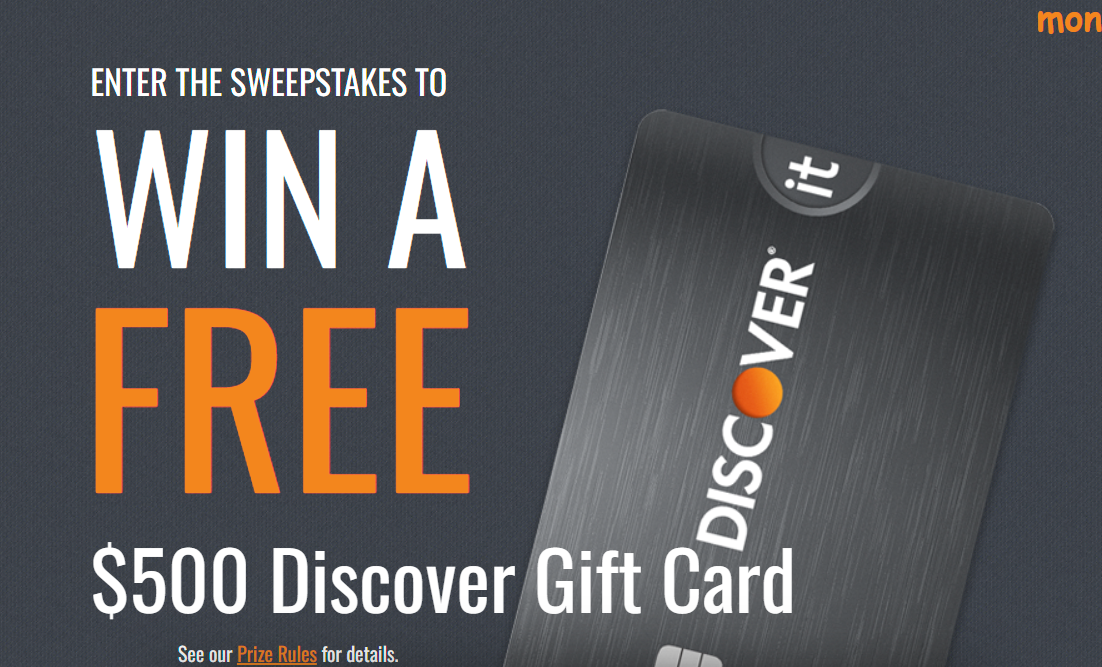 mon
ENTER THE SWEEPSTAKES TO
WIN A
FREE
$500 Discover Gift Card
See our Prize Rules for details.
it
DISCOVER®